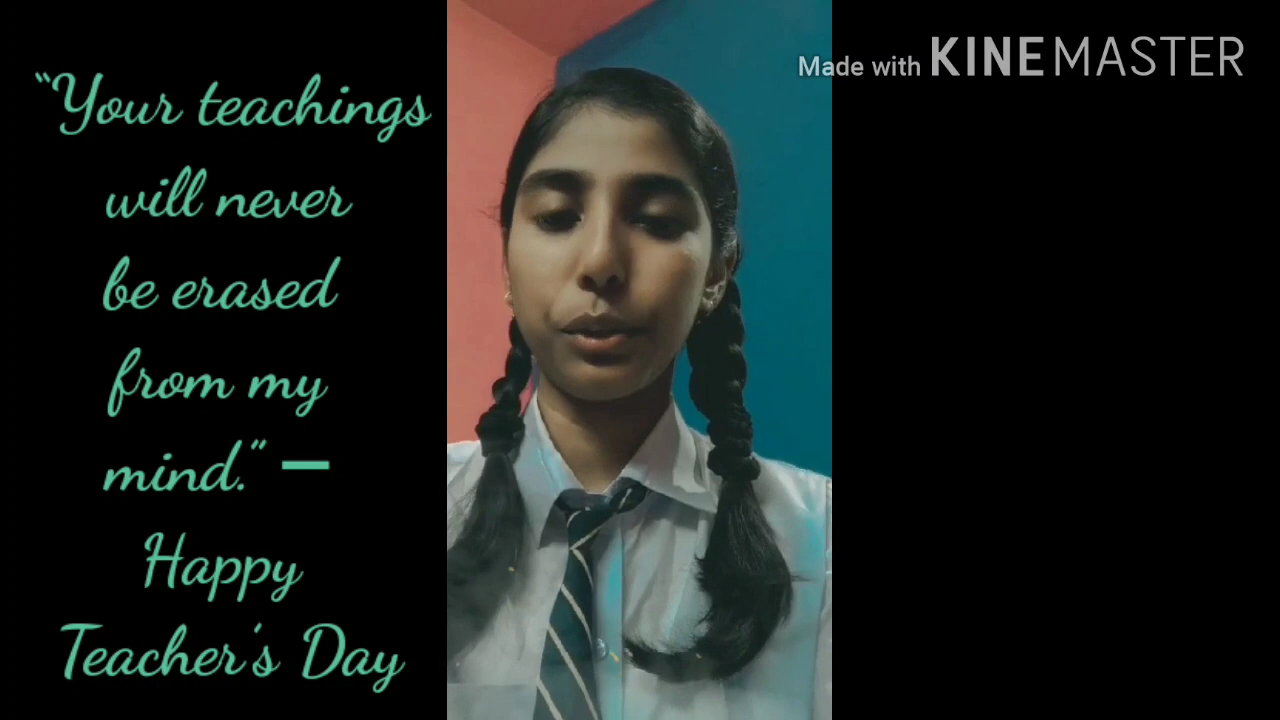 “Your teachings
will never
be erased
from my
mind.” –
Happy
Teacher’s Day
Made with KINEMASTER